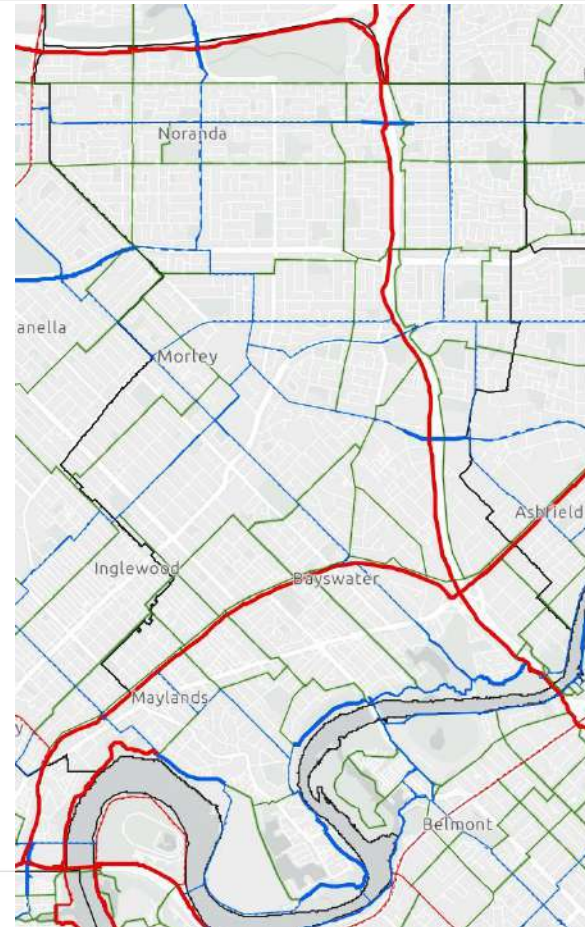 Noranda
anella
Morley
Ashfield
Inglewood
Bayswater
Maylands
y
Belmont